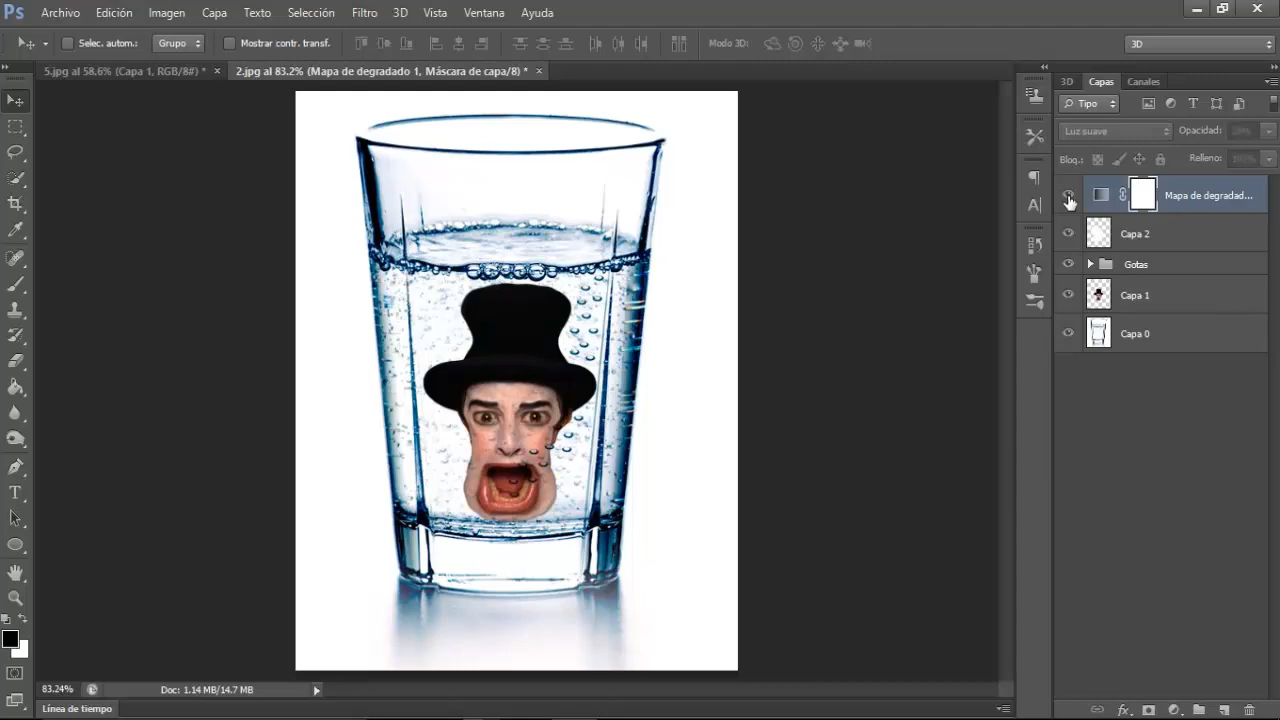 Ps Archivo Edición Imagen Capa Texto Selección Filtro 3D Vista Ventana Ayuda
Selec. autom.: Grupo Mostrar contr. transf. Modo 3D: 3D
5.jpg al 58.6% (Capa 1, RGB/8#) * × 2.jpg al 83.2% (Mapa de degradado 1, Máscara de capa/8) * ×
3D Capas Canales
Tipo
Luz suave Opacidad:
Bloq.: Relleno:
Mapa de degradad...
Capa 2
Gotas
Capa 1
Capa 0
83.24% Doc: 1.14 MB/14.7 MB
Línea de tiempo